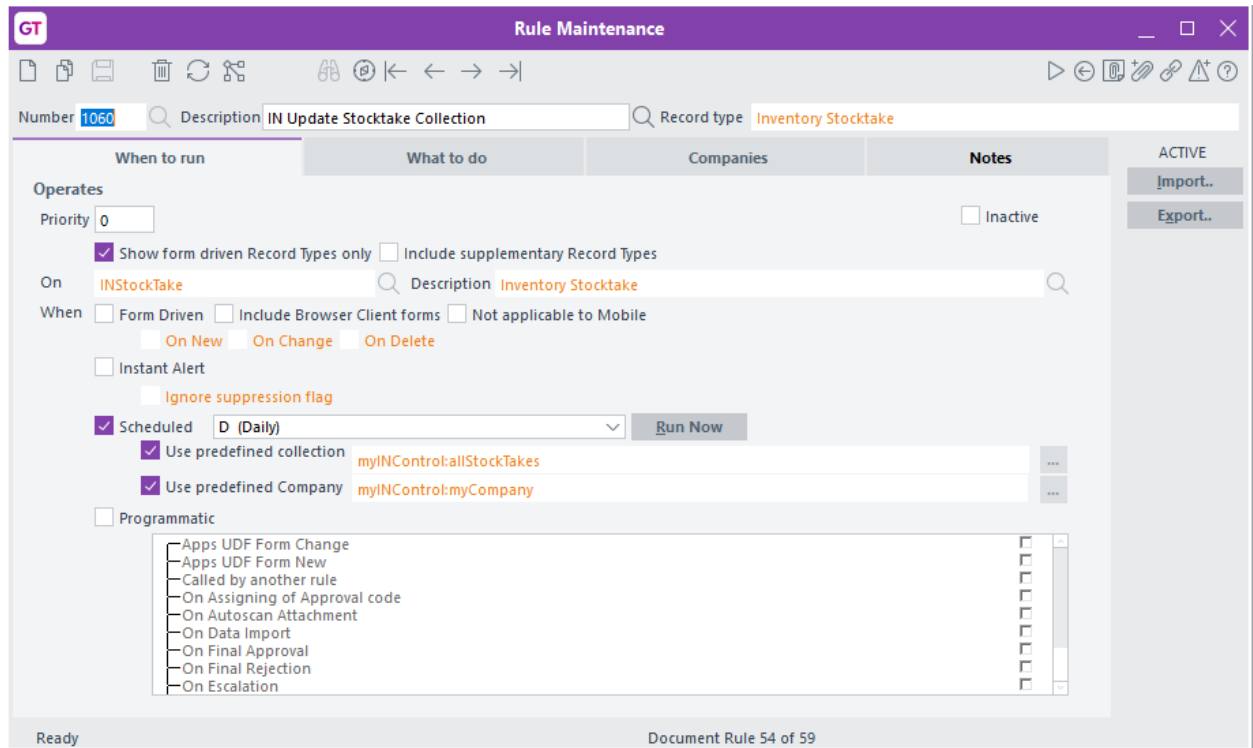 GT Rule Maintenance
Number 1060 Description IN Update Stocktake Collection Record type Inventory Stocktake
When to run What to do Companies Notes ACTIVE
Import..
Export..
Operates
Priority 0 Inactive
Show form driven Record Types only Include supplementary Record Types
On INStockTake Description Inventory Stocktake
When Form Driven Include Browser Client forms Not applicable to Mobile
On New On Change On Delete
Instant Alert
Ignore suppression flag
Scheduled D (Daily) Run Now
Use predefined collection myINControl:allStockTakes ...
Use predefined Company myINControl:myCompany ...
Programmatic
Apps UDF Form Change
Apps UDF Form New
Called by another rule
On Assigning of Approval code
On Autoscan Attachment
On Data Import
On Final Approval
On Final Rejection
On Escalation
Ready Document Rule 54 of 59